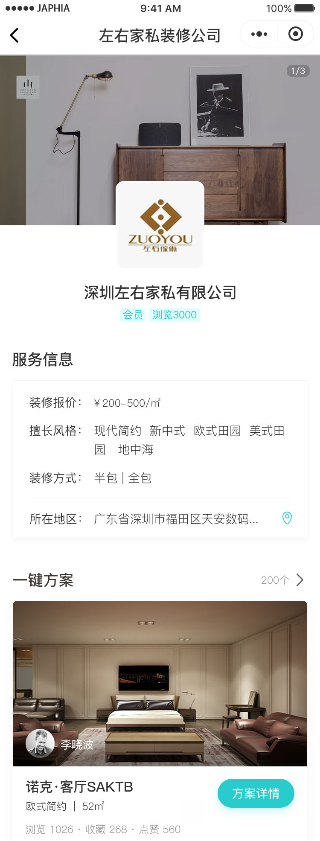 JAPHIA 9:41 AM 100%
左右家私装修公司
1/3
ZUOYOU
左右傢俬
深圳左右家私有限公司
会员 浏览3000
服务信息
装修报价： ¥200-500/㎡
擅长风格： 现代简约 新中式 欧式田园 美式田
园 地中海
装修方式： 半包 | 全包
所在地区： 广东省深圳市福田区天安数码...
一键方案 200个
李晓波
诺克·客厅SAKTB
欧式简约 | 52㎡
方案详情
浏览 1026 · 收藏 268 · 点赞 560